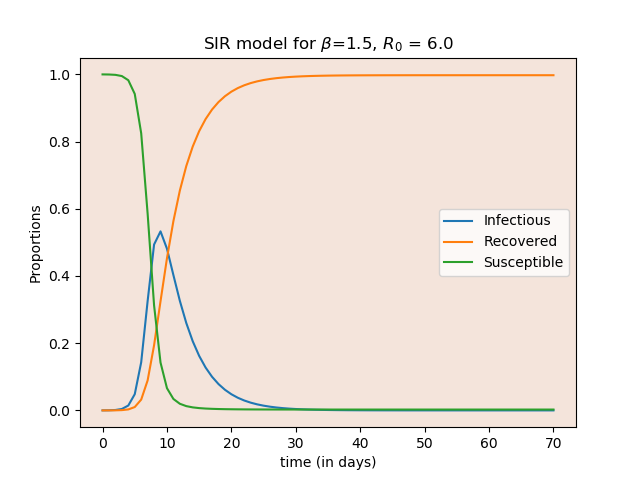 SIR model for β=1.5, R₀ = 6.0
1.0
0.8
0.6
0.4
0.2
0.0
Proportions
Infectious
Recovered
Susceptible
0 10 20 30 40 50 60 70
time (in days)